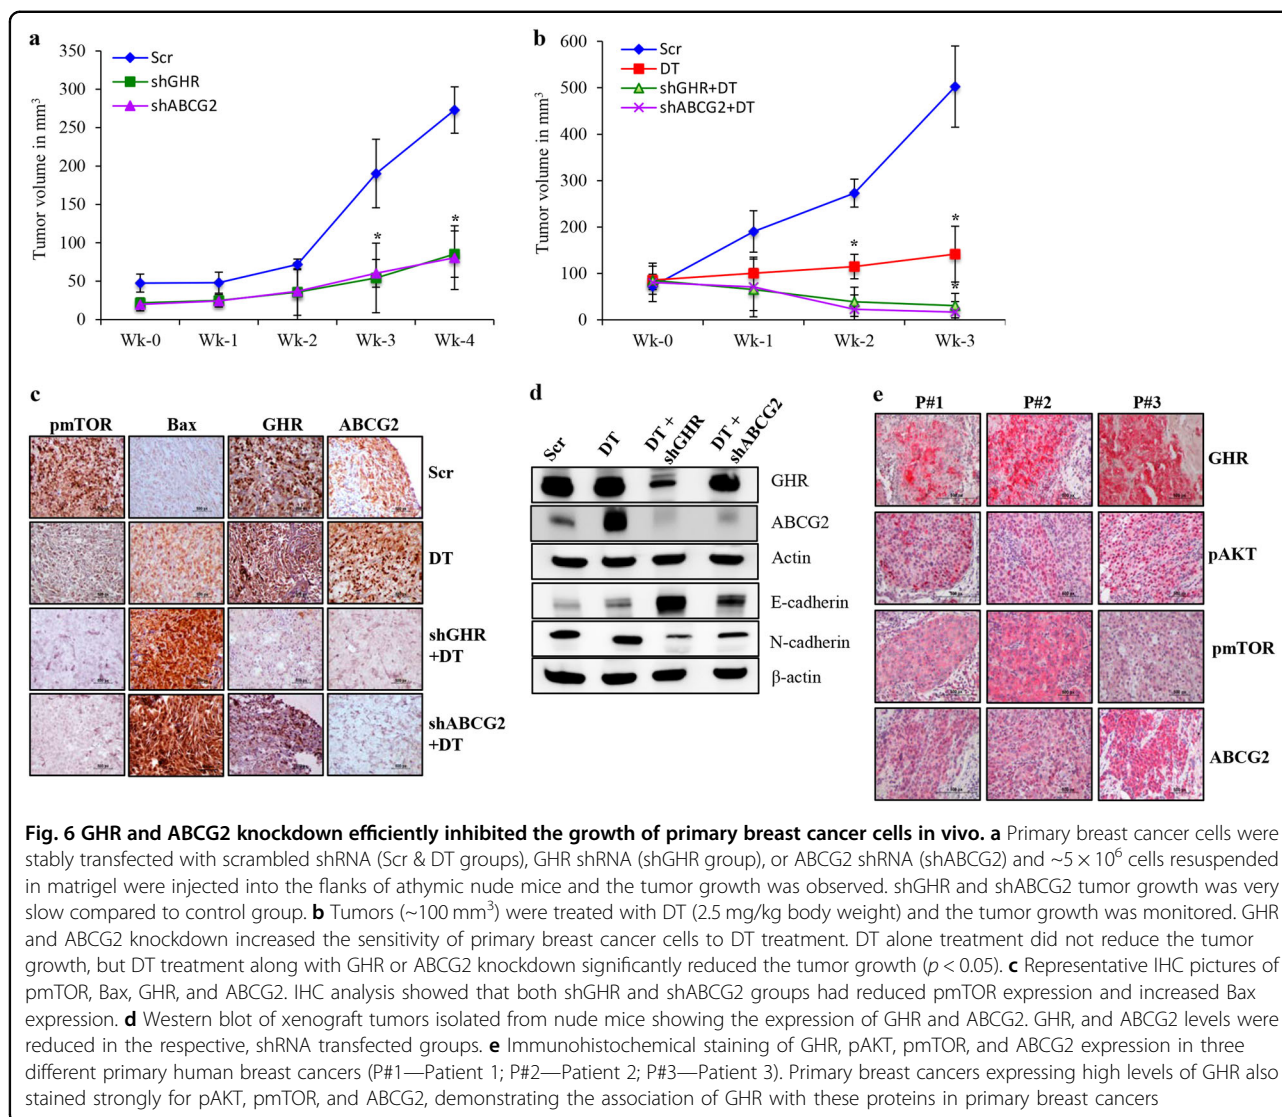 a
350
300
250
200
150
100
50
0
Tumor volume in mm³
Scr
shGHR
shABCG2
*
*
Wk-0 Wk-1 Wk-2 Wk-3 Wk-4
b
600
500
400
300
200
100
0
Tumor volume in mm³
Scr
DT
shGHR+DT
shABCG2+DT
*
*
*
Wk-0 Wk-1 Wk-2 Wk-3
c
pmTOR Bax GHR ABCG2
Scr
DT
shGHR
+DT
shABCG2
+DT
d
Scr
DT
DT +
shGHR
DT +
shABCG2
GHR
ABCG2
Actin
E-cadherin
N-cadherin
β-actin
e
P#1 P#2 P#3
GHR
pAKT
pmTOR
ABCG2
Fig. 6 GHR and ABCG2 knockdown efficiently inhibited the growth of primary breast cancer cells in vivo. a Primary breast cancer cells were
stably transfected with scrambled shRNA (Scr & DT groups), GHR shRNA (shGHR group), or ABCG2 shRNA (shABCG2) and ~5 × 10⁶ cells resuspended
in matrigel were injected into the flanks of athymic nude mice and the tumor growth was observed. shGHR and shABCG2 tumor growth was very
slow compared to control group. b Tumors (~100 mm³) were treated with DT (2.5 mg/kg body weight) and the tumor growth was monitored. GHR
and ABCG2 knockdown increased the sensitivity of primary breast cancer cells to DT treatment. DT alone treatment did not reduce the tumor
growth, but DT treatment along with GHR or ABCG2 knockdown significantly reduced the tumor growth (p < 0.05). c Representative IHC pictures of
pmTOR, Bax, GHR, and ABCG2. IHC analysis showed that both shGHR and shABCG2 groups had reduced pmTOR expression and increased Bax
expression. d Western blot of xenograft tumors isolated from nude mice showing the expression of GHR and ABCG2. GHR, and ABCG2 levels were
reduced in the respective, shRNA transfected groups. e Immunohistochemical staining of GHR, pAKT, pmTOR, and ABCG2 expression in three
different primary human breast cancers (P#1—Patient 1; P#2—Patient 2; P#3—Patient 3). Primary breast cancers expressing high levels of GHR also
stained strongly for pAKT, pmTOR, and ABCG2, demonstrating the association of GHR with these proteins in primary breast cancers